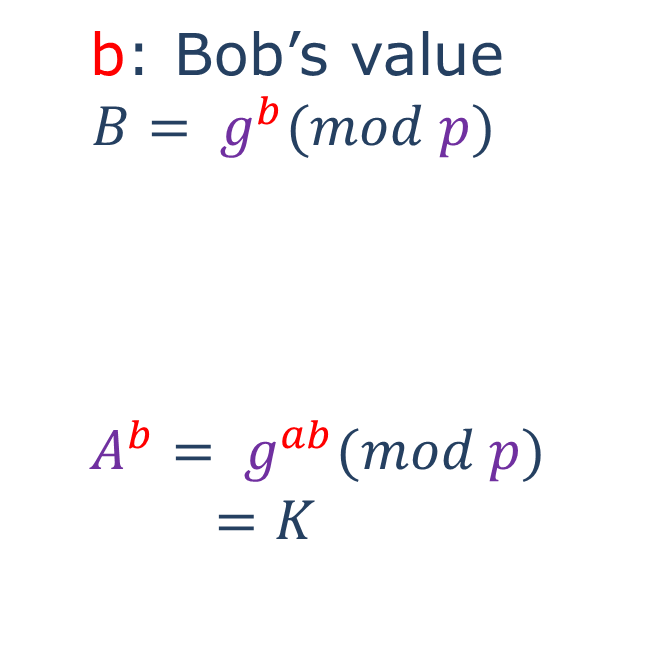 b: Bob’s value
B = g^b (mod p)
A^b = g^ab (mod p)
= K